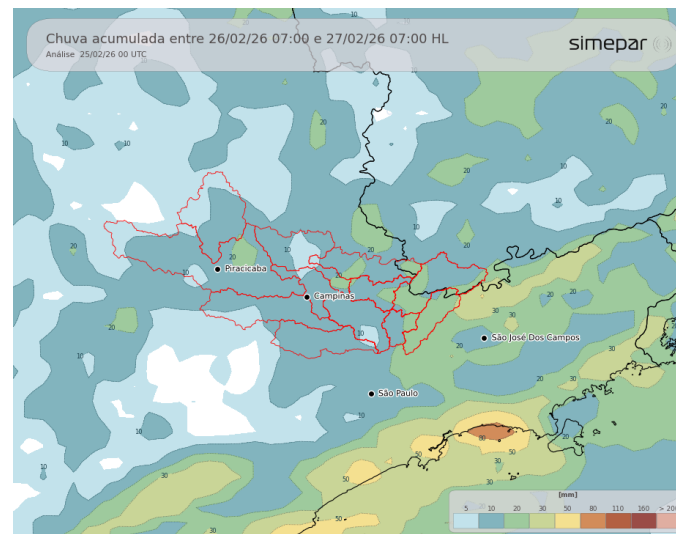 Chuva acumulada entre 26/02/26 07:00 e 27/02/26 07:00 HL
Análise 25/02/26 00 UTC
simepar
Piracicaba
Campinas
São José Dos Campos
São Paulo
[mm]
5 10 20 30 50 80 110 160 > 200